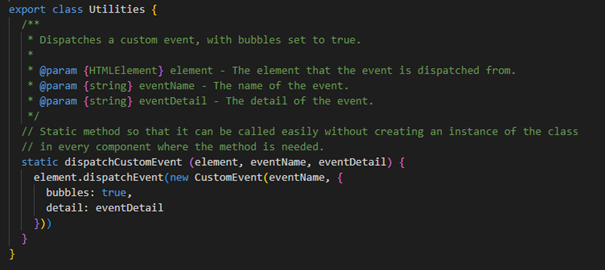 export class Utilities {
/**
* Dispatches a custom event, with bubbles set to true.
*
* @param {HTMLElement} element - The element that the event is dispatched from.
* @param {string} eventName - The name of the event.
* @param {string} eventDetail - The detail of the event.
*/
// Static method so that it can be called easily without creating an instance of the class
// in every component where the method is needed.
static dispatchCustomEvent (element, eventName, eventDetail) {
element.dispatchEvent(new CustomEvent(eventName, {
bubbles: true,
detail: eventDetail
}))
}
}